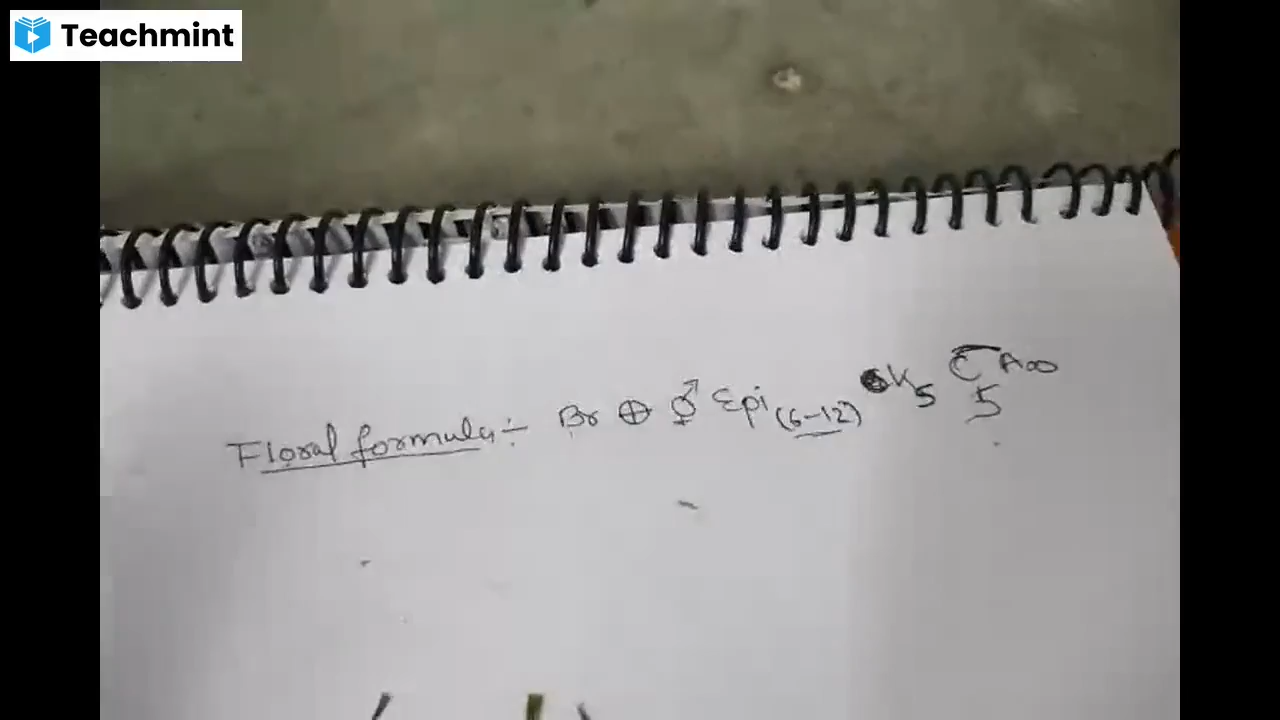 Teachmint
Floral formula :- Br ⊕ ⚥ Epi(6-12) K5 C5 A∞